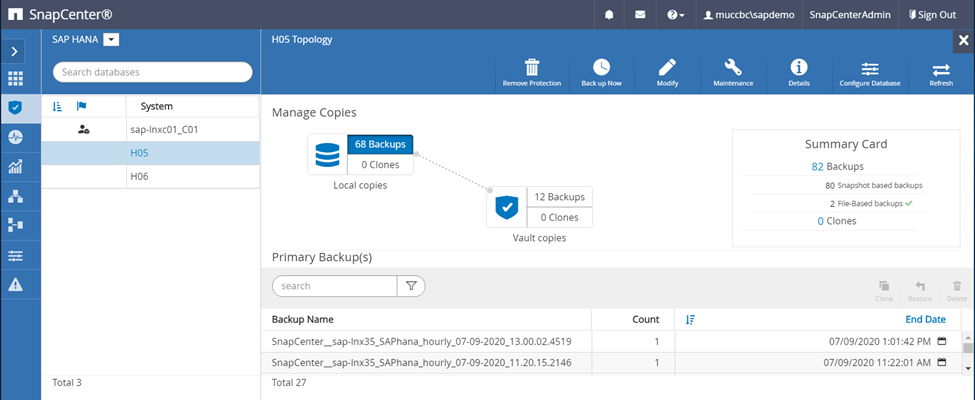 SnapCenter®
muccbc\sapdemo
SnapCenterAdmin
Sign Out
SAP HANA
Search databases
System
sap-lnxc01_C01
H05
H06
Total 3
H05 Topology
Remove Protection
Back up Now
Modify
Maintenance
Details
Configure Database
Refresh
Manage Copies
68 Backups
0 Clones
Local copies
12 Backups
0 Clones
Vault copies
Summary Card
82 Backups
80 Snapshot based backups
2 File-Based backups
0 Clones
Primary Backup(s)
search
Clone
Restore
Delete
Backup Name Count End Date
SnapCenter__sap-lnx35_SAPhana_hourly_07-09-2020_13.00.02.4519 1 07/09/2020 1:01:42 PM
SnapCenter__sap-lnx35_SAPhana_hourly_07-09-2020_11.20.15.2146 1 07/09/2020 11:22:01 AM
Total 27